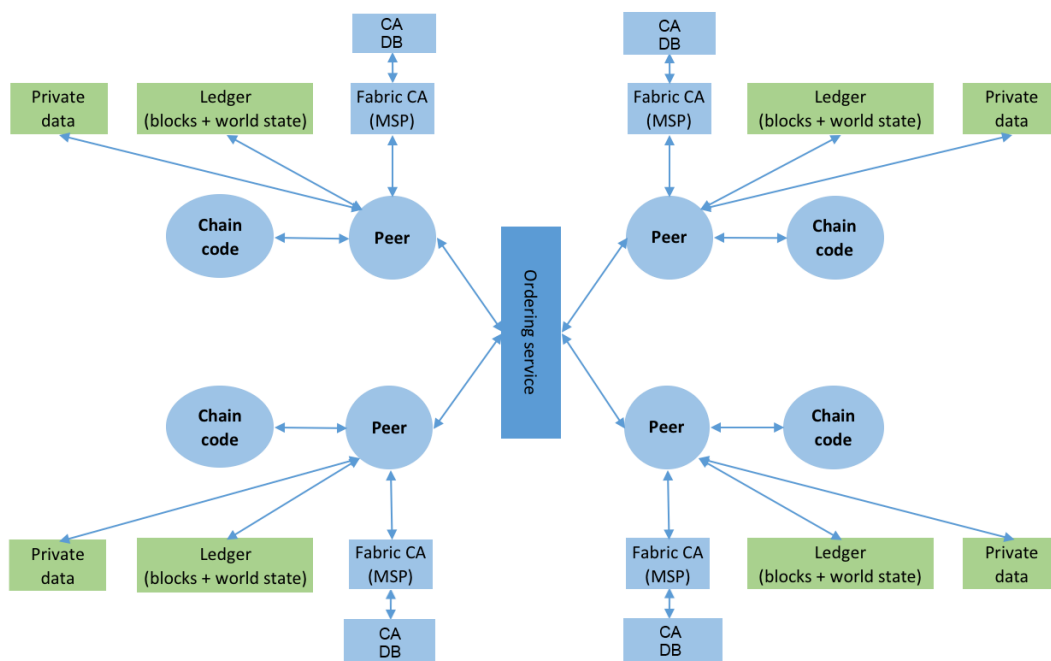 CA
DB
CA
DB
Private
data
Ledger
(blocks + world state)
Fabric CA
(MSP)
Fabric CA
(MSP)
Ledger
(blocks + world state)
Private
data
Chain
code
Peer
Peer
Chain
code
Ordering service
Chain
code
Peer
Peer
Chain
code
Private
data
Ledger
(blocks + world state)
Fabric CA
(MSP)
Fabric CA
(MSP)
Ledger
(blocks + world state)
Private
data
CA
DB
CA
DB